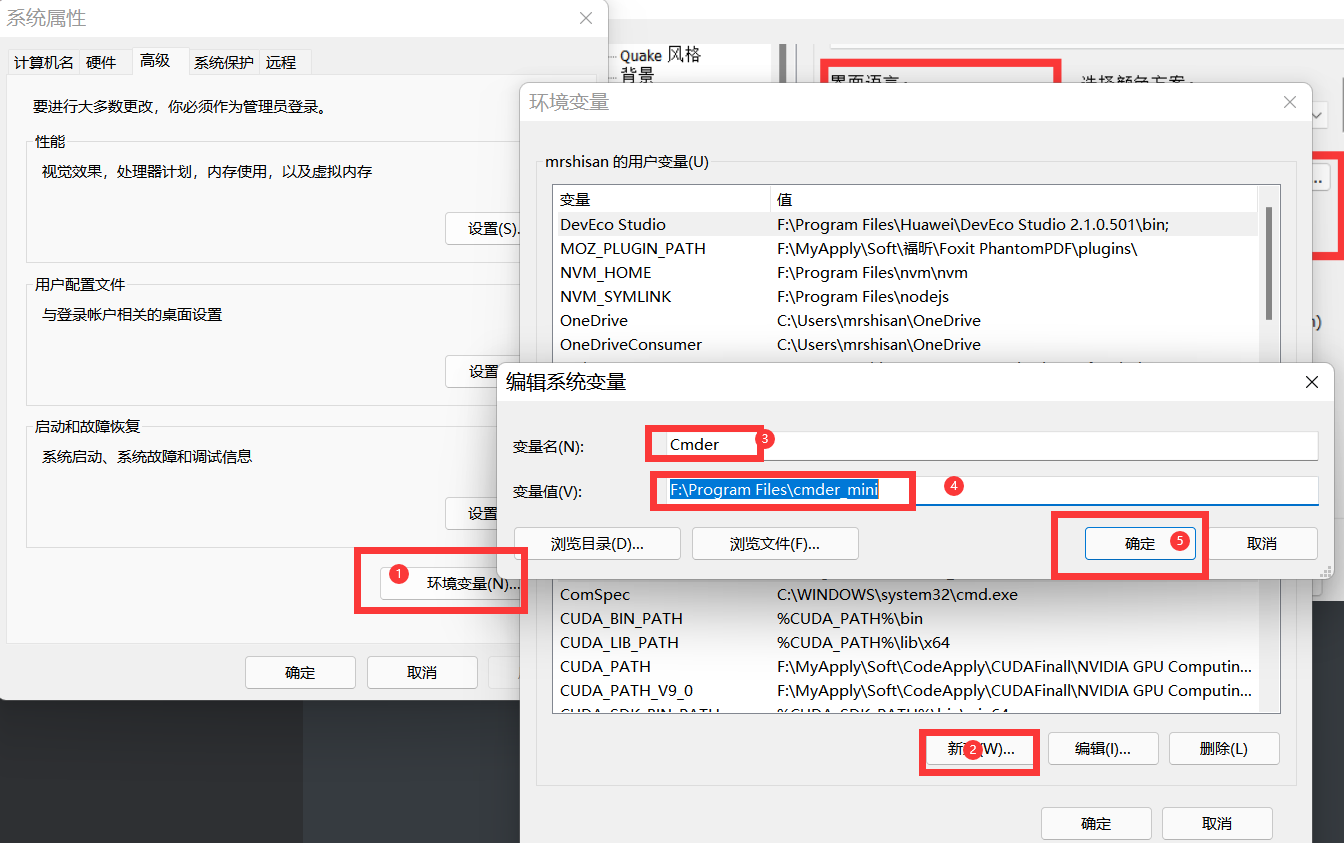 系统属性
计算机名
硬件
高级
系统保护
远程
要进行大多数更改，你必须作为管理员登录。
性能
视觉效果，处理器计划，内存使用，以及虚拟内存
设置(S)...
用户配置文件
与登录帐户相关的桌面设置
设置
启动和故障恢复
系统启动、系统故障和调试信息
设置
1
环境变量(N)...
确定
取消
Quake 风格
背景
界面语言:
选择颜色方案:
环境变量
mrshisan 的用户变量(U)
变量 值
DevEco Studio F:\Program Files\Huawei\DevEco Studio 2.1.0.501\bin;
MOZ_PLUGIN_PATH F:\MyApply\Soft\福昕\Foxit PhantomPDF\plugins\
NVM_HOME F:\Program Files\nvm\nvm
NVM_SYMLINK F:\Program Files\nodejs
OneDrive C:\Users\mrshisan\OneDrive
OneDriveConsumer C:\Users\mrshisan\OneDrive
编辑系统变量
变量名(N): Cmder 3
变量值(V): F:\Program Files\cmder_mini 4
浏览目录(D)...
浏览文件(F)...
确定 5
取消
ComSpec C:\WINDOWS\system32\cmd.exe
CUDA_BIN_PATH %CUDA_PATH%\bin
CUDA_LIB_PATH %CUDA_PATH%\lib\x64
CUDA_PATH F:\MyApply\Soft\CodeApply\CUDAFinall\NVIDIA GPU Computin...
CUDA_PATH_V9_0 F:\MyApply\Soft\CodeApply\CUDAFinall\NVIDIA GPU Computin...
新 2 (W)...
编辑(I)...
删除(L)
确定
取消